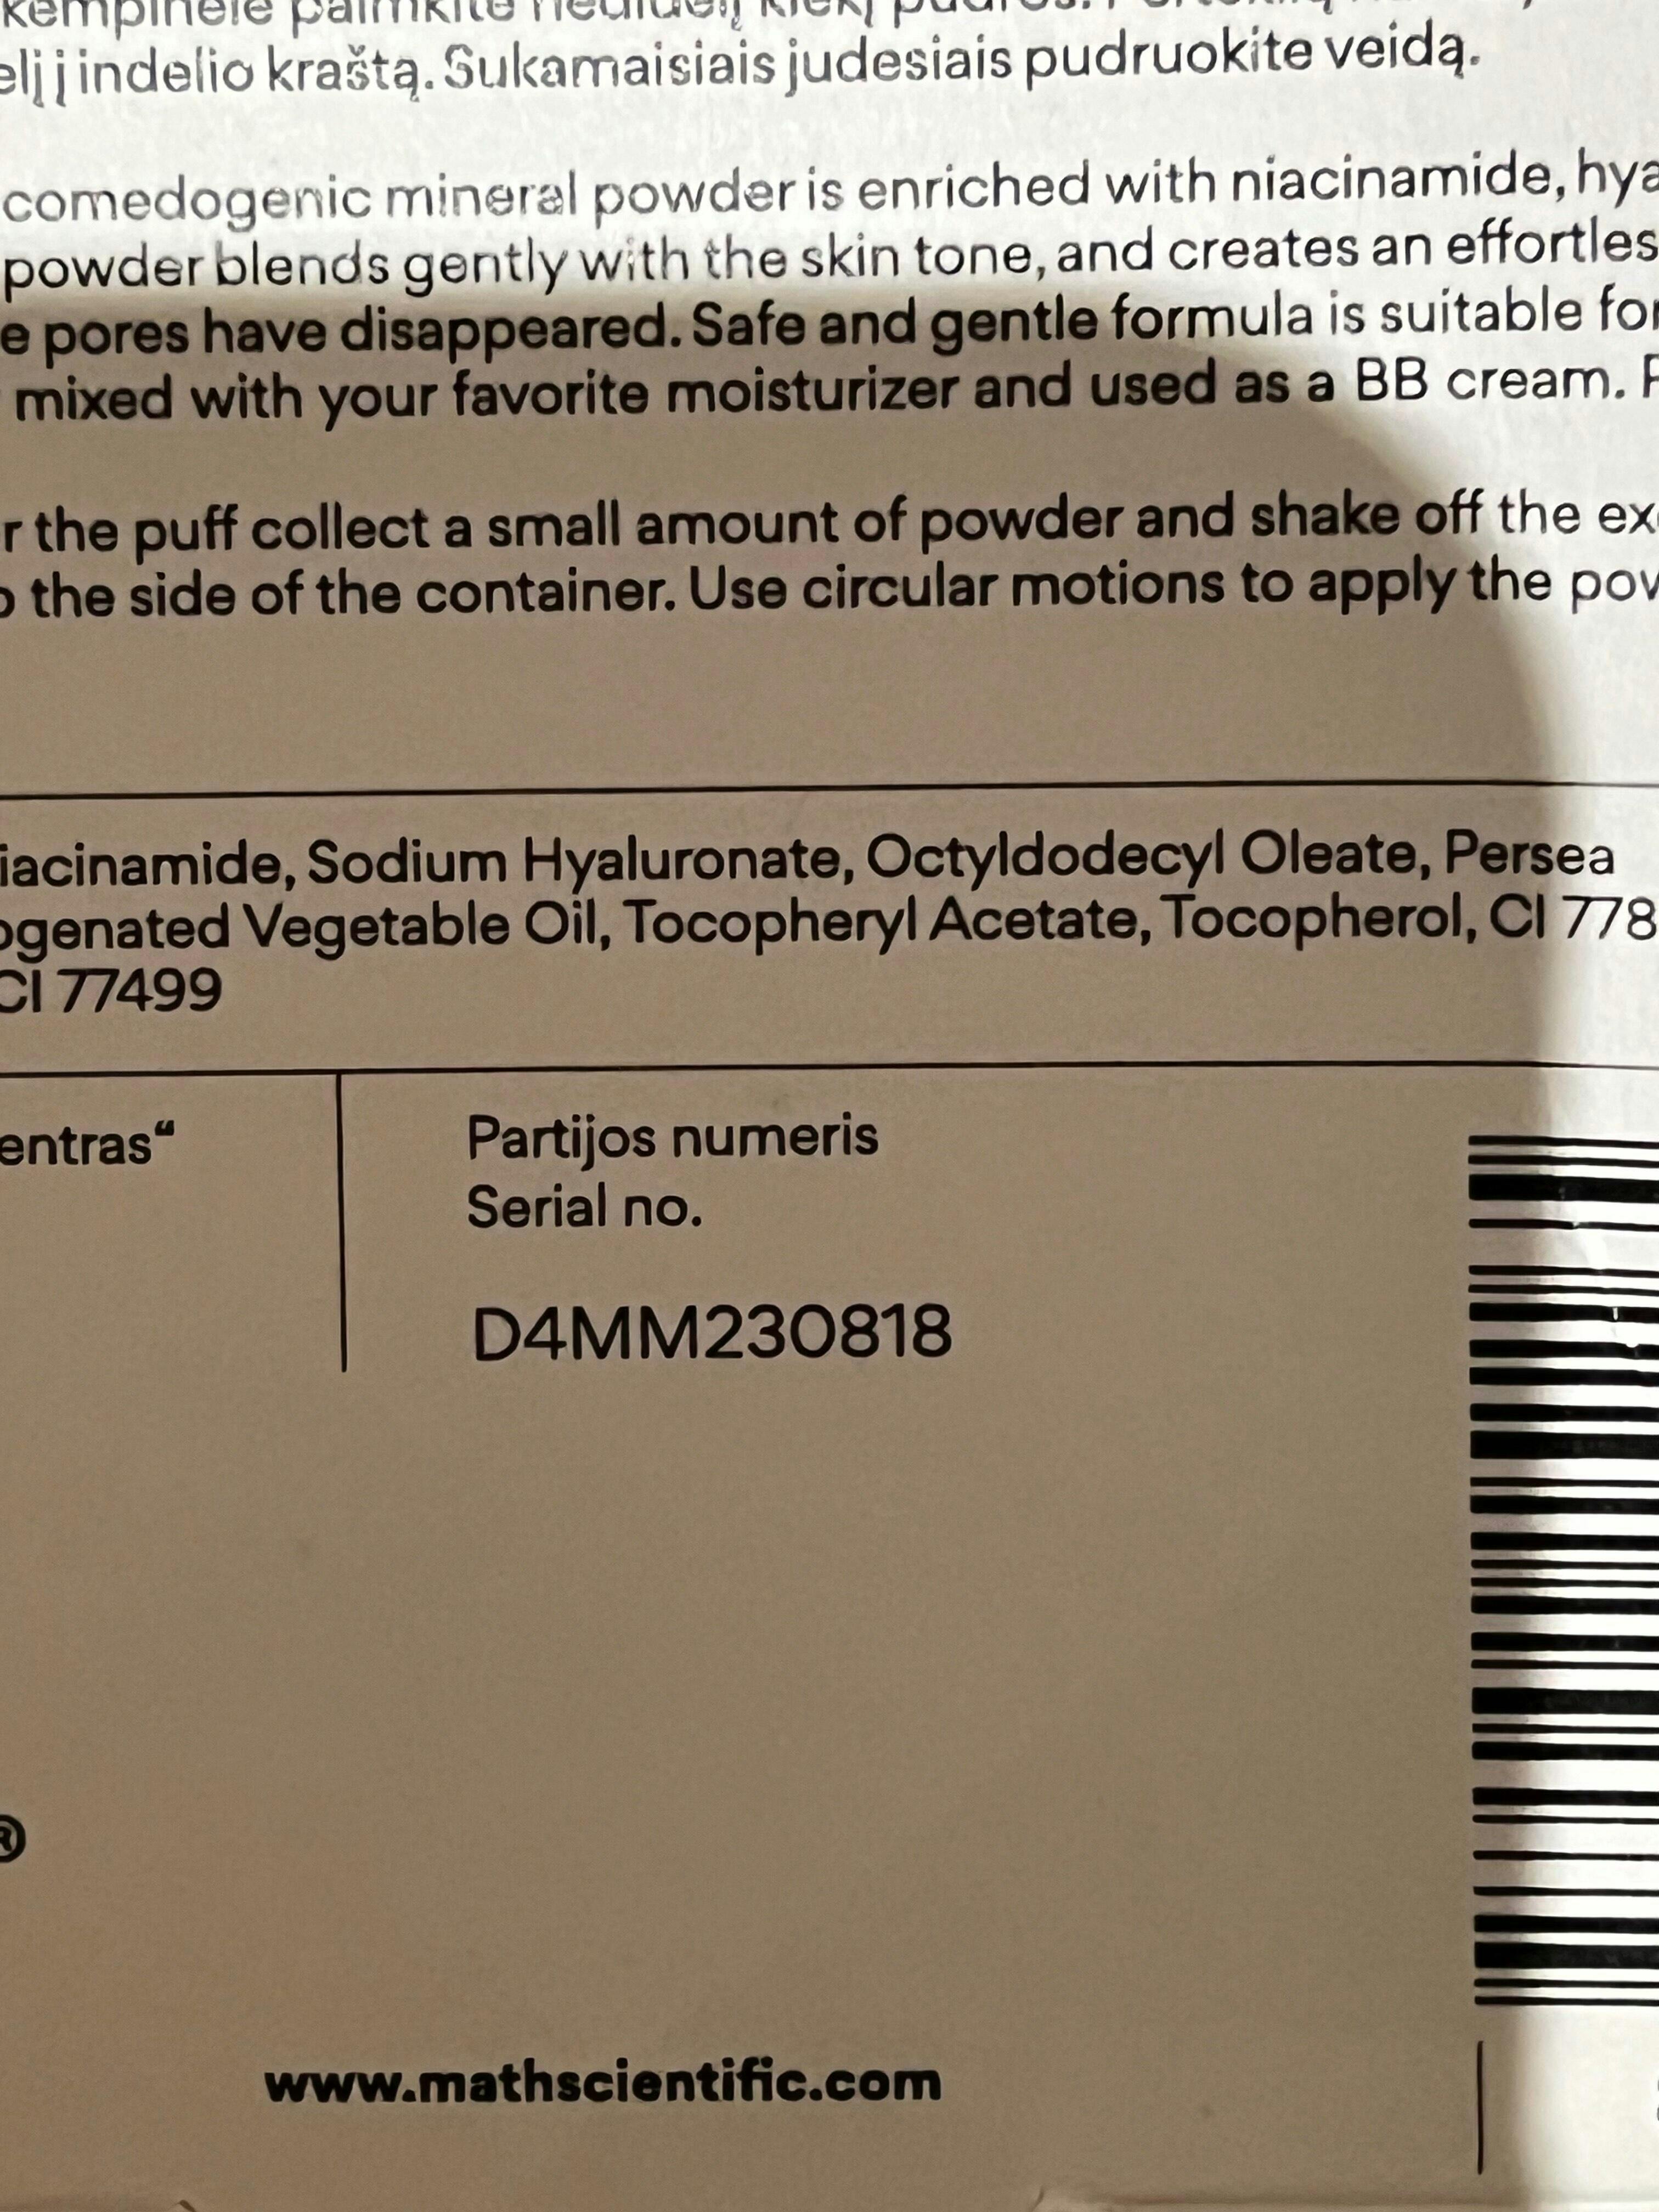 kempinėle paimkite nedidelį kiekį pudros.
elį į indelio kraštą. Sukamaisiais judesiais pudruokite veidą.
comedogenic mineral powder is enriched with niacinamide, hya
powder blends gently with the skin tone, and creates an effortles
e pores have disappeared. Safe and gentle formula is suitable for
mixed with your favorite moisturizer and used as a BB cream.
r the puff collect a small amount of powder and shake off the ex
o the side of the container. Use circular motions to apply the pow
iacinamide, Sodium Hyaluronate, Octyldodecyl Oleate, Persea
ogenated Vegetable Oil, Tocopheryl Acetate, Tocopherol, CI 778
CI 77499
entras“
Partijos numeris
Serial no.
D4MM230818
®
www.mathscientific.com